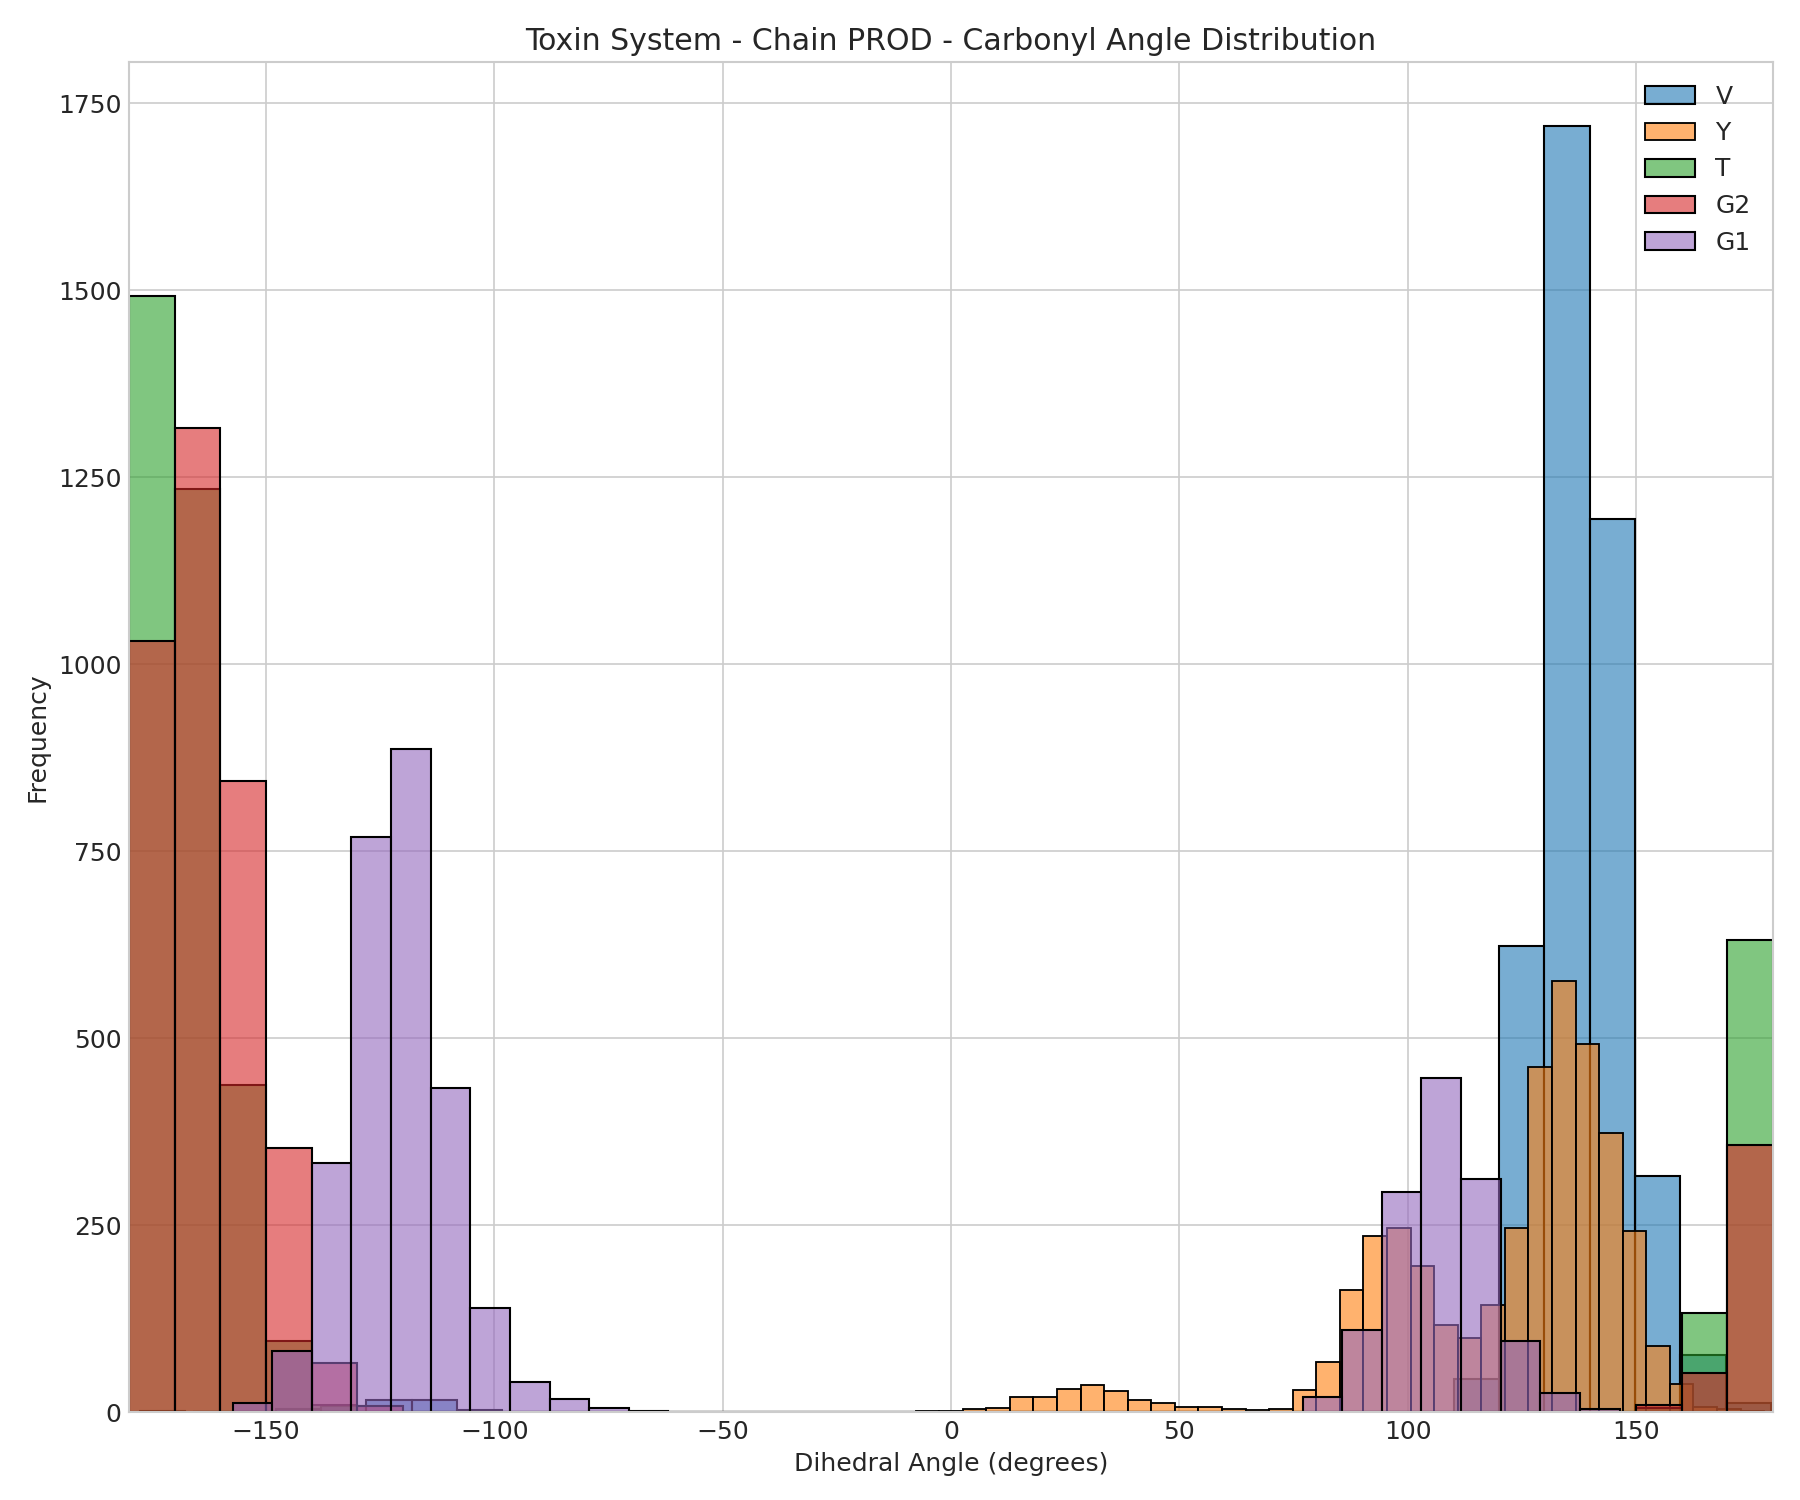 Toxin System - Chain PROD - Carbonyl Angle Distribution
V
Y
T
G2
G1
Frequency
1750
1500
1250
1000
750
500
250
0
−150
−100
−50
0
50
100
150
Dihedral Angle (degrees)